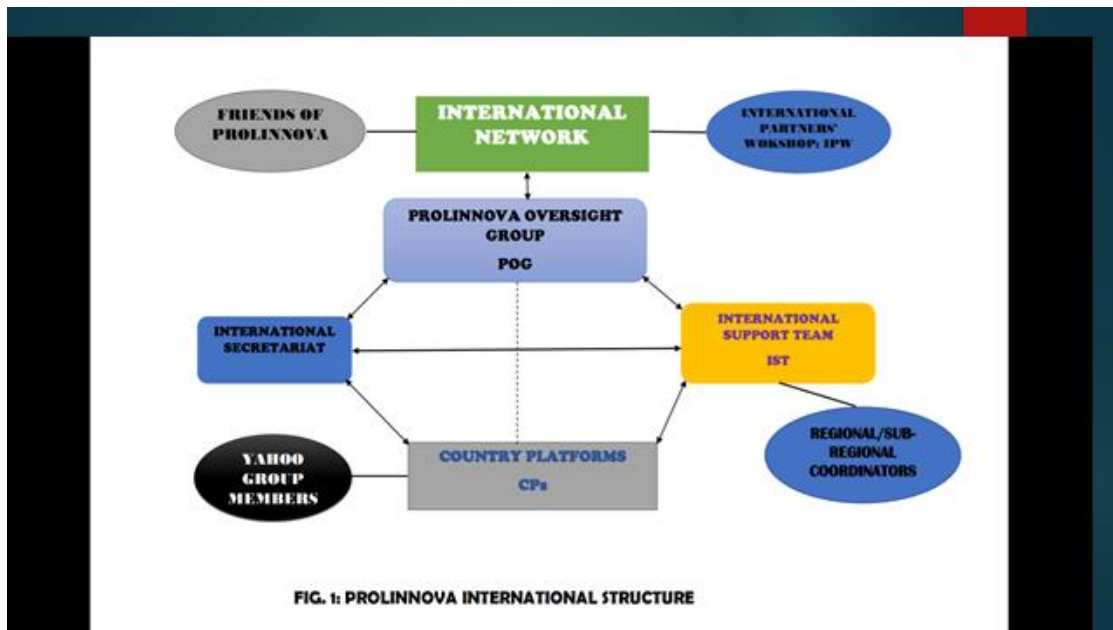 FRIENDS OF
PROLINNOVA
INTERNATIONAL
NETWORK
INTERNATIONAL
PARTNERS'
WOKSHOP: IPW
PROLINNOVA OVERSIGHT
GROUP
POG
INTERNATIONAL
SECRETARIAT
INTERNATIONAL
SUPPORT TEAM
IST
YAHOO
GROUP
MEMBERS
COUNTRY PLATFORMS
CPs
REGIONAL/SUB-
REGIONAL
COORDINATORS
FIG. 1: PROLINNOVA INTERNATIONAL STRUCTURE